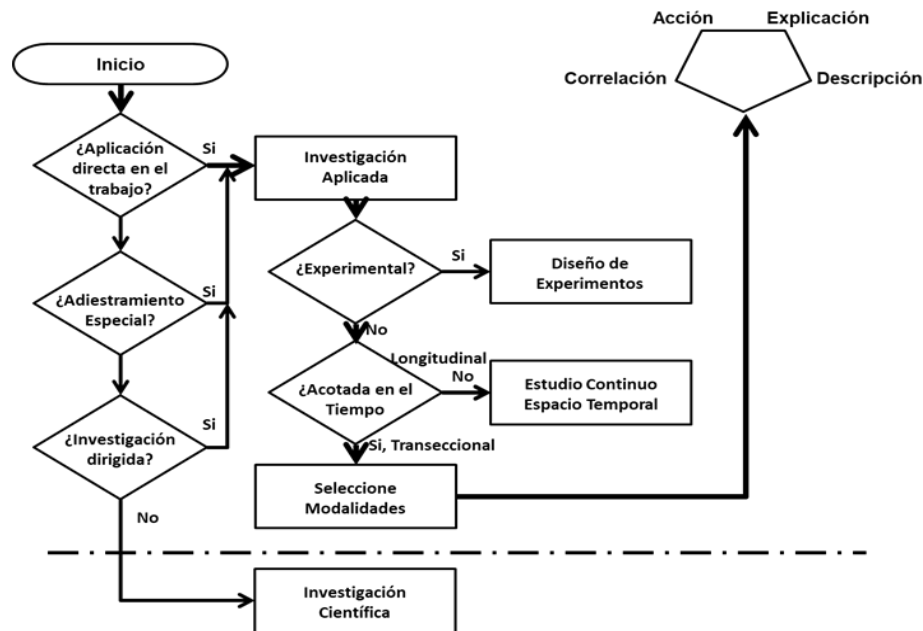 Acción
Explicación
Correlación
Descripción
Inicio
¿Aplicación
directa en el
trabajo?
Si
Investigación
Aplicada
¿Experimental?
Si
Diseño de
Experimentos
No
¿Adiestramiento
Especial?
Si
Longitudinal
No
¿Acotada en el
Tiempo
Estudio Continuo
Espacio Temporal
¿Investigación
dirigida?
Si
Si, Transeccional
Seleccione
Modalidades
No
Investigación
Científica